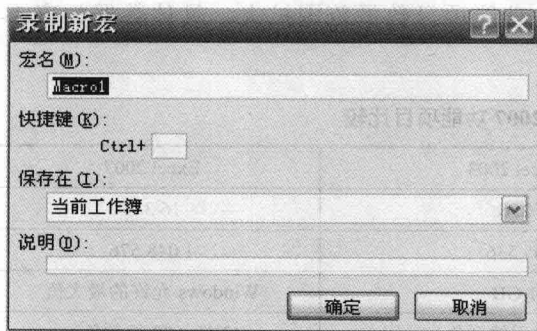 录制新宏
宏名(M):
Macro1
快捷键(K):
Ctrl+
保存在(I):
当前工作簿
说明(D):
确定
取消